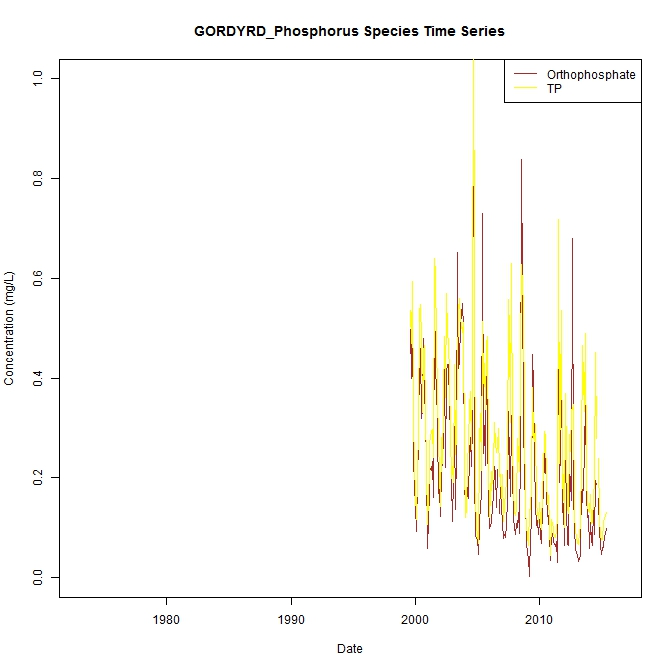 GORDYRD_Phosphorus Species Time Series
Orthophosphate
TP
Concentration (mg/L)
1.0
0.8
0.6
0.4
0.2
0.0
1980 1990 2000 2010
Date